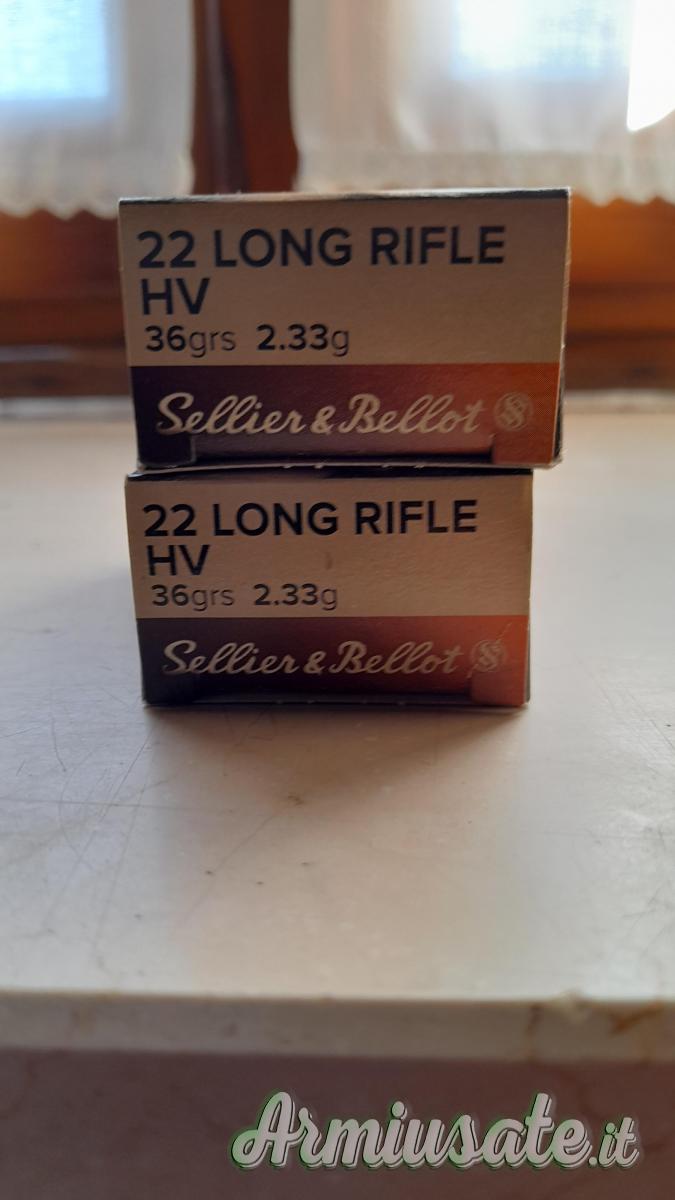 22 LONG RIFLE
HV
36grs 2.33g
Sellier & Bellot
22 LONG RIFLE
HV
36grs 2.33g
Sellier & Bellot
Armiusate.it